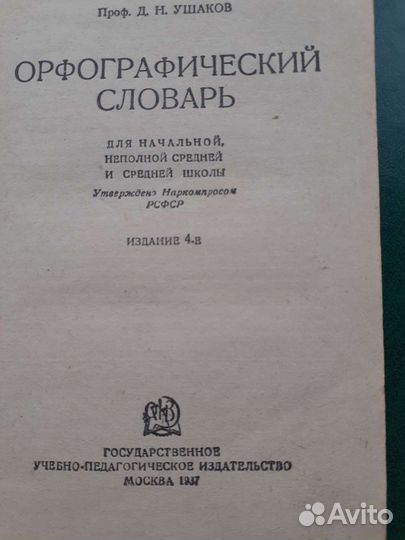 Проф. Д. Н. УШАКОВ
ОРФОГРАФИЧЕСКИЙ
СЛОВАРЬ
ДЛЯ НАЧАЛЬНОЙ,
НЕПОЛНОЙ СРЕДНЕЙ
И СРЕДНЕЙ ШКОЛЫ
Утверждено Наркомпросом
РСФСР
ИЗДАНИЕ 4-е
ГОСУДАРСТВЕННОЕ
УЧЕБНО-ПЕДАГОГИЧЕСКОЕ ИЗДАТЕЛЬСТВО
МОСКВА 1937
Avito